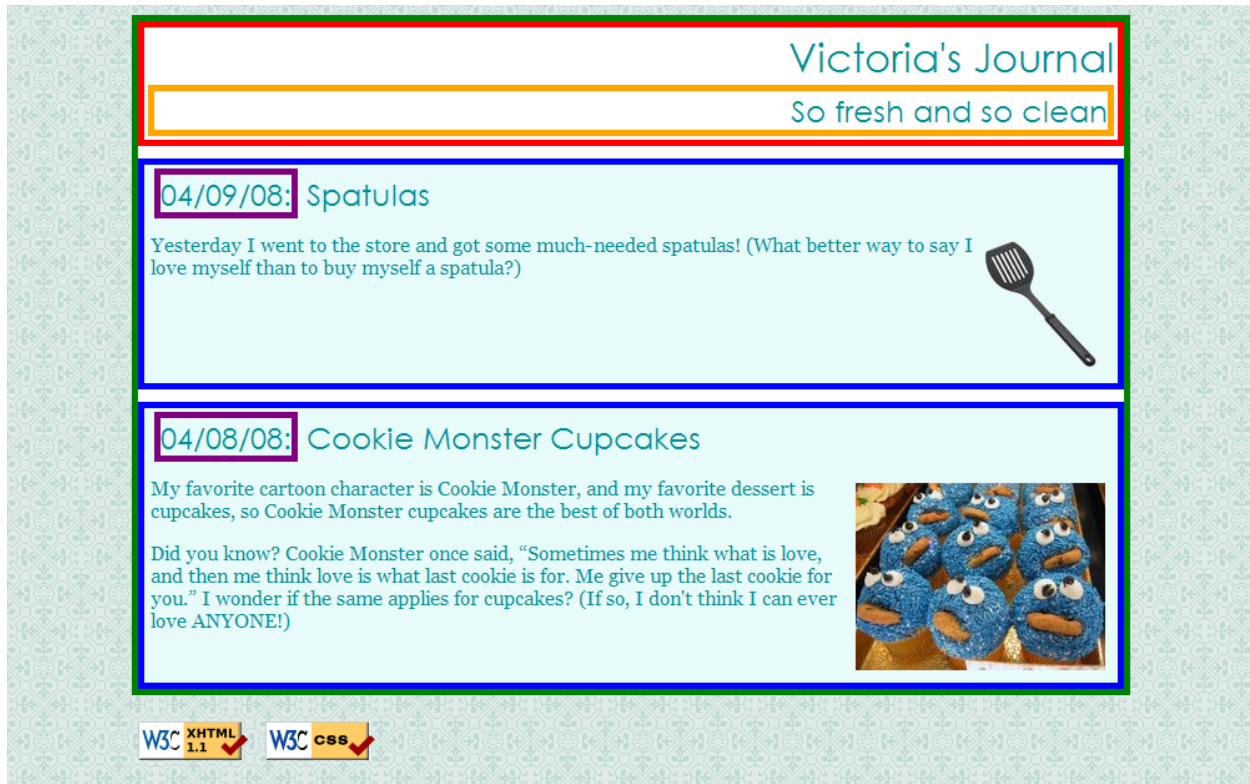 Victoria's Journal
So fresh and so clean
04/09/08: Spatulas
Yesterday I went to the store and got some much-needed spatulas! (What better way to say I
love myself than to buy myself a spatula?)
04/08/08: Cookie Monster Cupcakes
My favorite cartoon character is Cookie Monster, and my favorite dessert is
cupcakes, so Cookie Monster cupcakes are the best of both worlds.
Did you know? Cookie Monster once said, “Sometimes me think what is love,
and then me think love is what last cookie is for. Me give up the last cookie for
you.” I wonder if the same applies for cupcakes? (If so, I don't think I can ever
love ANYONE!)
W3C XHTML 1.1 W3C css